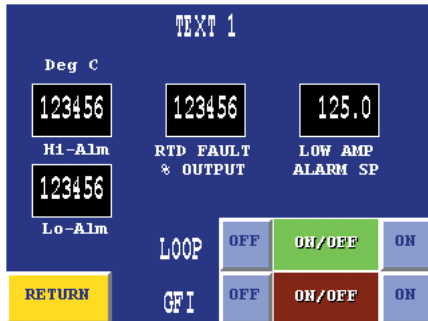 TEXT 1
Deg C
123456 123456 125.0
Hi-Alm RTD FAULT LOW AMP
% OUTPUT ALARM SP
123456
Lo-Alm
LOOP OFF ON/OFF ON
RETURN GFI OFF ON/OFF ON